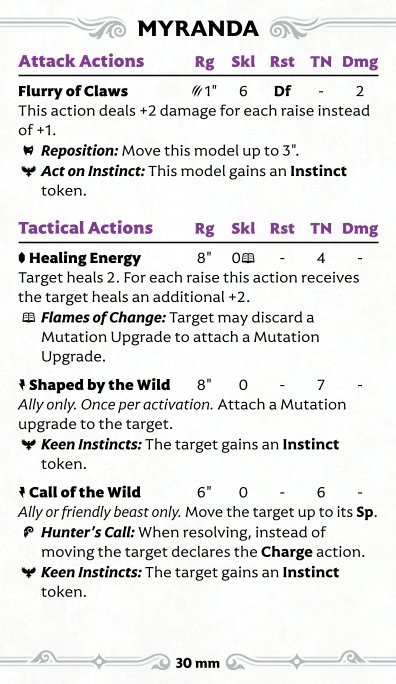 MYRANDA
Attack Actions Rg Skl Rst TN Dmg
Flurry of Claws 1" 6 Df - 2
This action deals +2 damage for each raise instead
of +1.
Reposition: Move this model up to 3".
Act on Instinct: This model gains an Instinct
token.
Tactical Actions Rg Skl Rst TN Dmg
Healing Energy 8" 0 - 4 -
Target heals 2. For each raise this action receives
the target heals an additional +2.
Flames of Change: Target may discard a
Mutation Upgrade to attach a Mutation
Upgrade.
Shaped by the Wild 8" 0 - 7 -
Ally only. Once per activation. Attach a Mutation
upgrade to the target.
Keen Instincts: The target gains an Instinct
token.
Call of the Wild 6" 0 - 6 -
Ally or friendly beast only. Move the target up to its Sp.
Hunter's Call: When resolving, instead of
moving the target declares the Charge action.
Keen Instincts: The target gains an Instinct
token.
30 mm